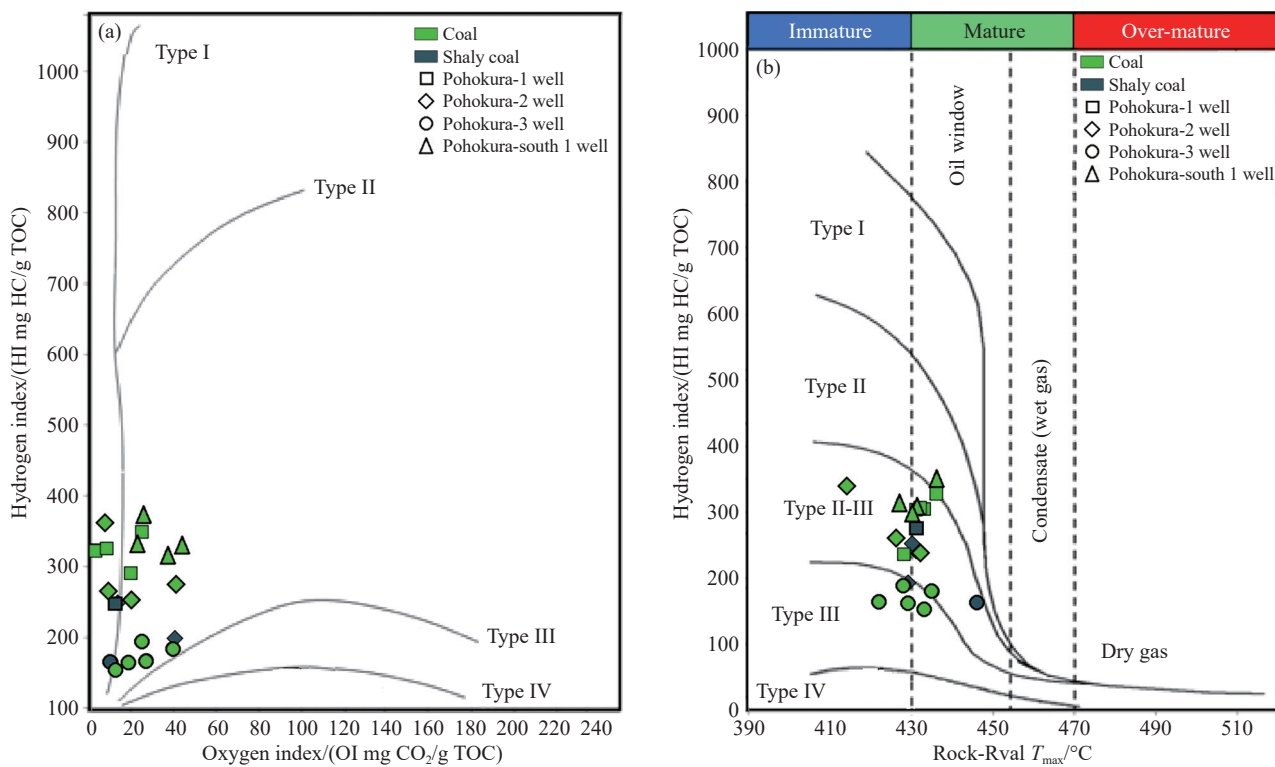 (a)
Coal
Shaly coal
Pohokura-1 well
Pohokura-2 well
Pohokura-3 well
Pohokura-south 1 well
Type I
Type II
Type III
Type IV
Hydrogen index/(HI mg HC/g TOC)
1000
900
800
700
600
500
400
300
200
100
0 20 40 60 80 100 120 140 160 180 200 220 240
Oxygen index/(OI mg CO₂/g TOC)
Immature Mature Over-mature
(b)
Coal
Shaly coal
Pohokura-1 well
Pohokura-2 well
Pohokura-3 well
Pohokura-south 1 well
Oil window
Condensate (wet gas)
Type I
Type II
Type II-III
Type III
Type IV
Dry gas
Hydrogen index/(HI mg HC/g TOC)
1000
900
800
700
600
500
400
300
200
100
0
390 410 430 450 470 490 510
Rock-Rval Tmax/°C